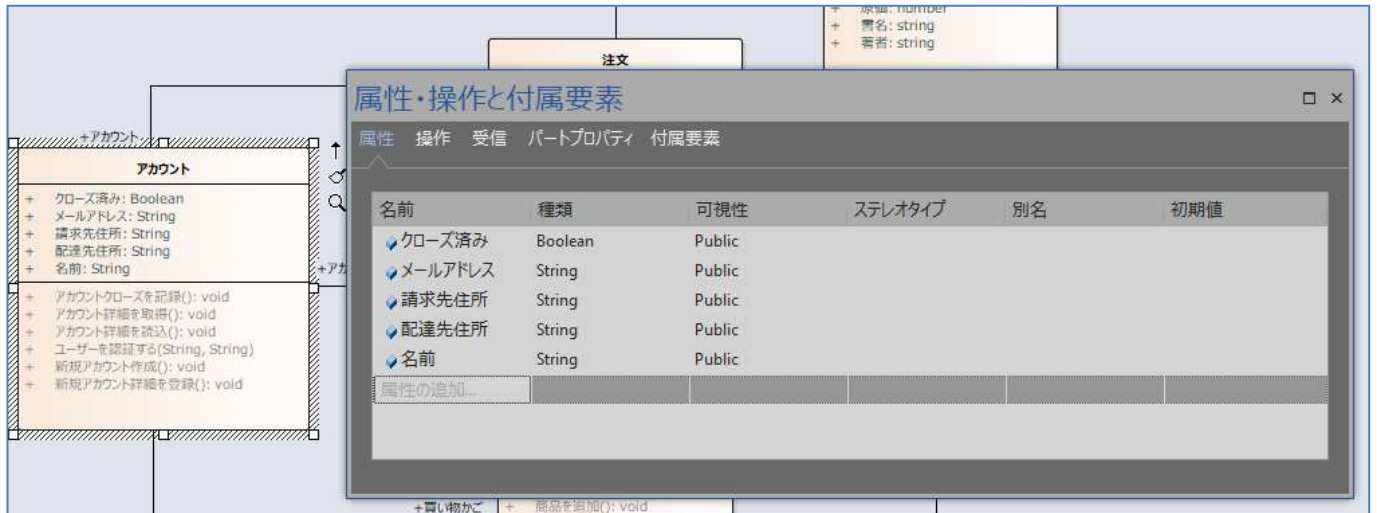 原価: number
+ 書名: string
+ 著者: string
注文
+アカウント
アカウント
+ クローズ済み: Boolean
+ メールアドレス: String
+ 請求先住所: String
+ 配達先住所: String
+ 名前: String
+ アカウントクローズを記録(): void
+ アカウント詳細を取得(): void
+ アカウント詳細を読込(): void
+ ユーザーを認証する(String, String)
+ 新規アカウント作成(): void
+ 新規アカウント詳細を登録(): void
+アカ
属性・操作と付属要素
属性 操作 受信 パートプロパティ 付属要素
名前 種類 可視性 ステレオタイプ 別名 初期値
クローズ済み Boolean Public
メールアドレス String Public
請求先住所 String Public
配達先住所 String Public
名前 String Public
属性の追加...
+買い物かご
+ 商品を追加(): void